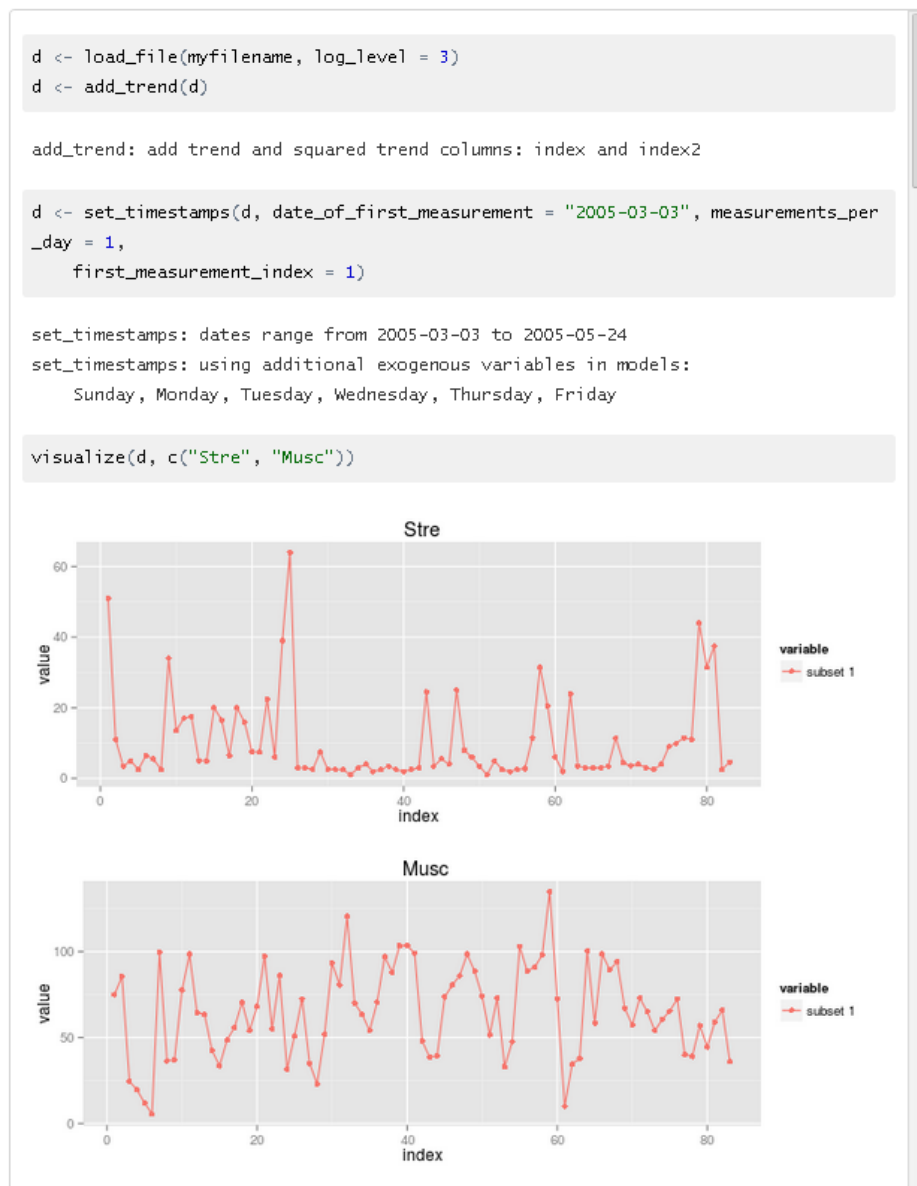 d <- load_file(myfilename, log_level = 3)
d <- add_trend(d)
add_trend: add trend and squared trend columns: index and index2
d <- set_timestamps(d, date_of_first_measurement = "2005-03-03", measurements_per
_day = 1,
    first_measurement_index = 1)
set_timestamps: dates range from 2005-03-03 to 2005-05-24
set_timestamps: using additional exogenous variables in models:
    Sunday, Monday, Tuesday, Wednesday, Thursday, Friday
visualize(d, c("Stre", "Musc"))
Stre
60
40
20
0
value
0 20 40 60 80
index
variable
subset 1
Musc
100
50
0
value
0 20 40 60 80
index
variable
subset 1